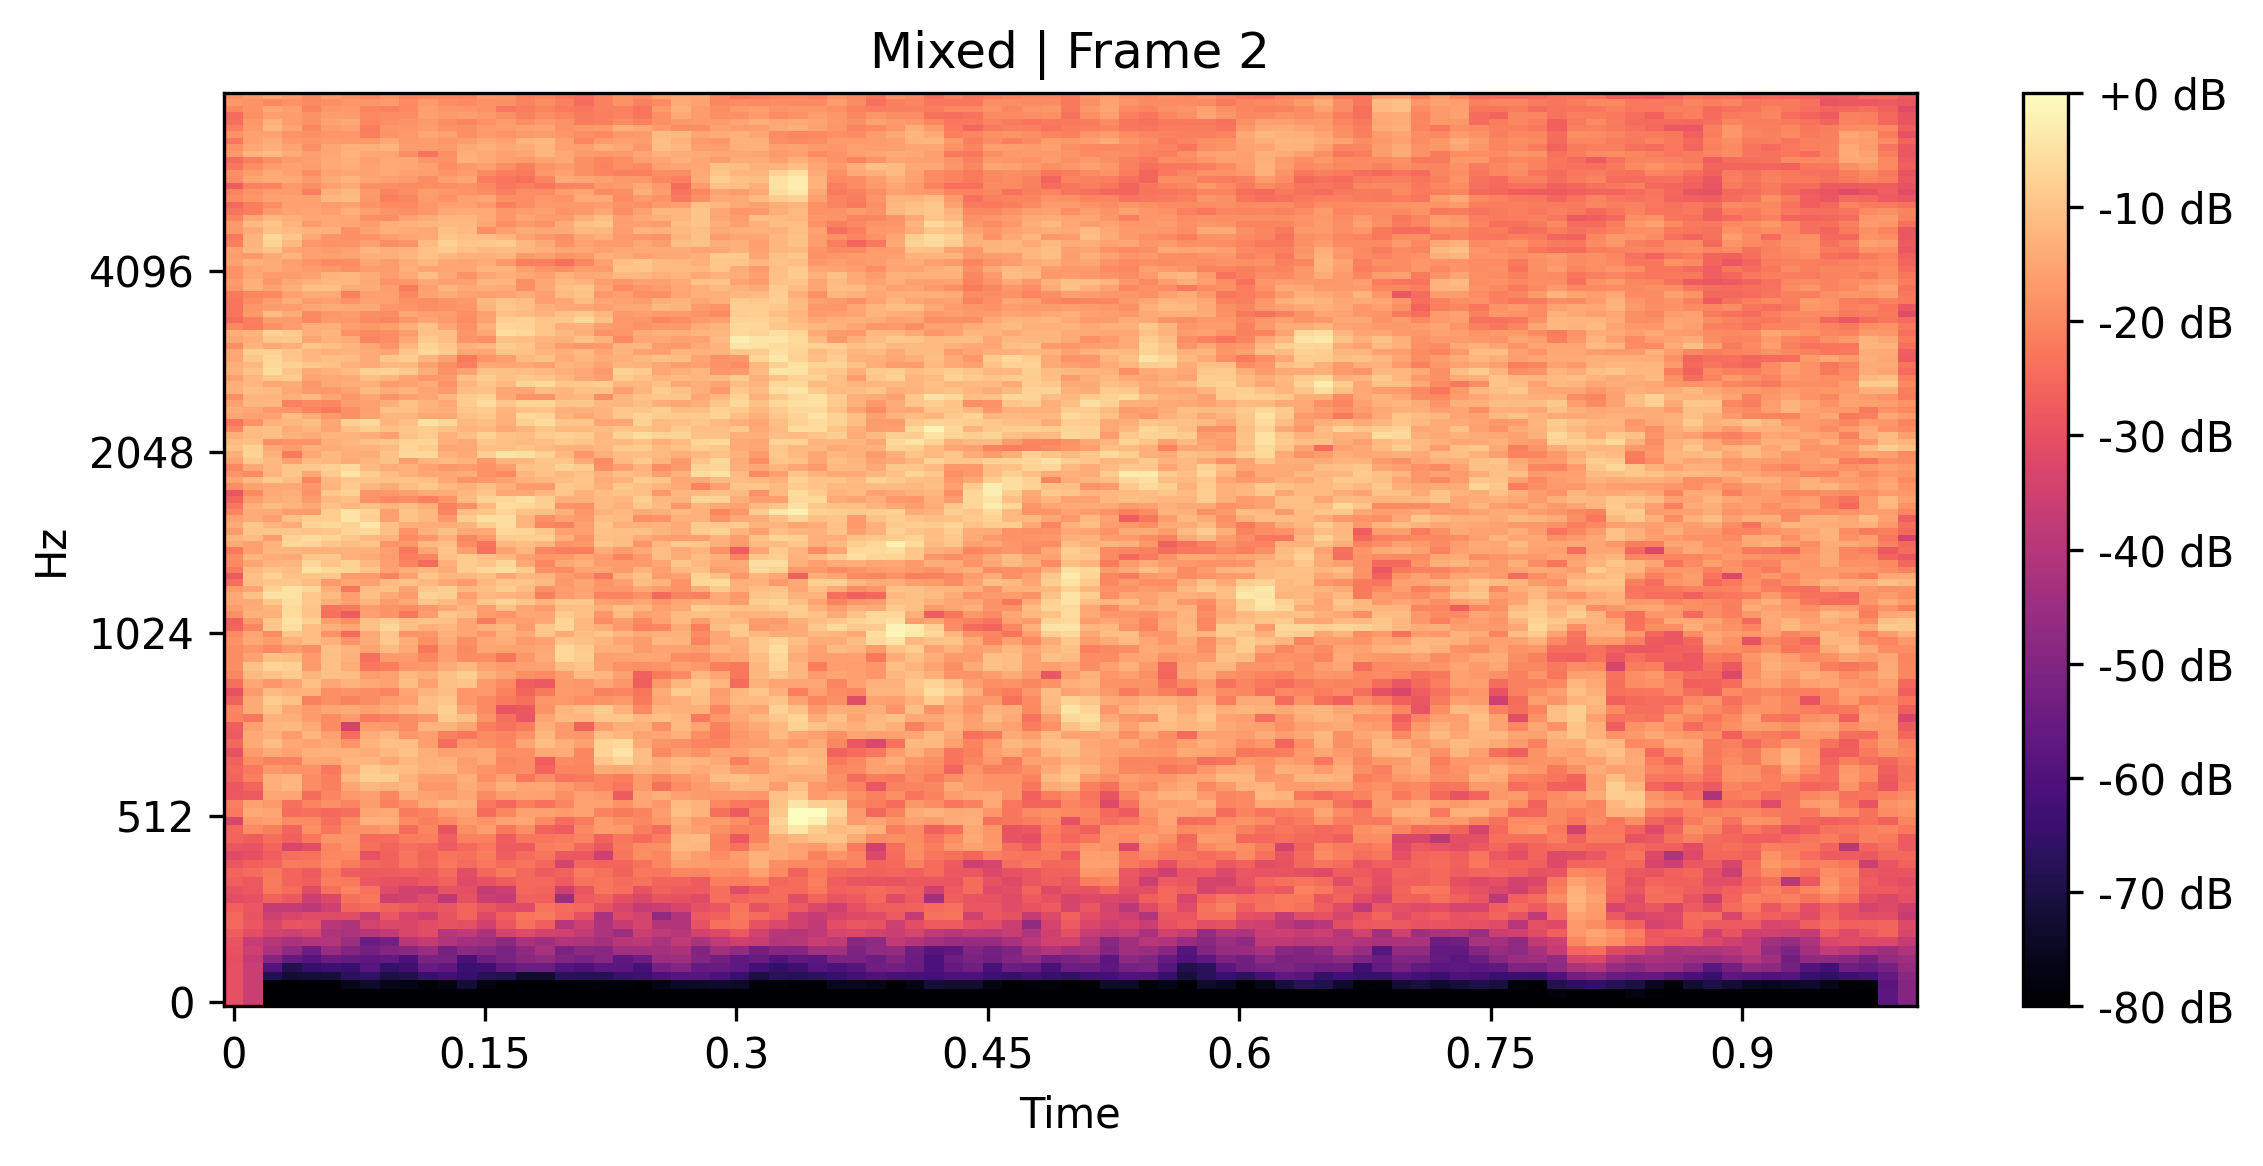 Mixed | Frame 2
Hz
4096
2048
1024
512
0
0 0.15 0.3 0.45 0.6 0.75 0.9
Time
+0 dB
-10 dB
-20 dB
-30 dB
-40 dB
-50 dB
-60 dB
-70 dB
-80 dB